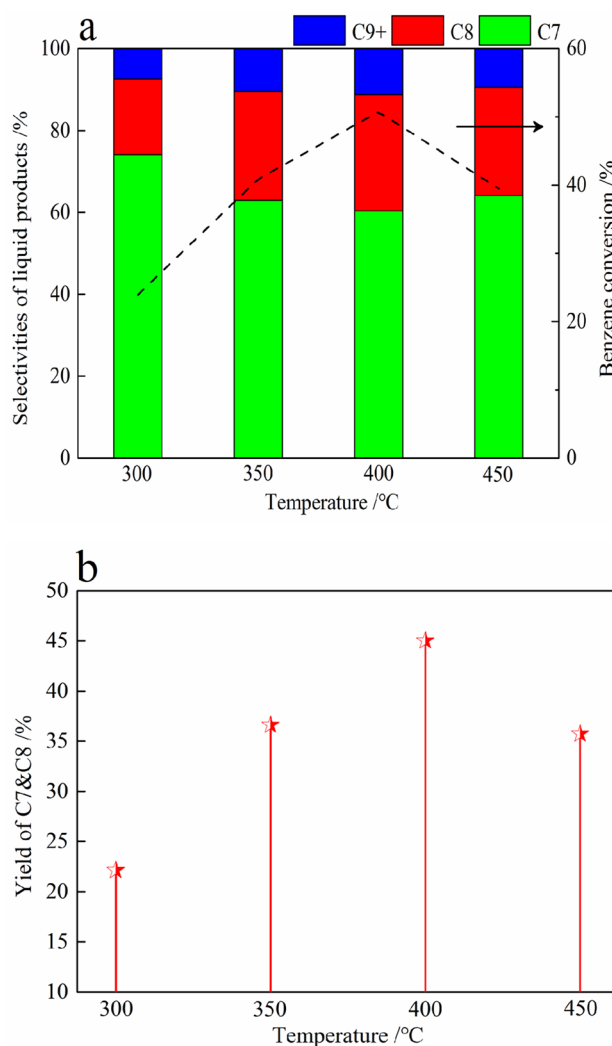 a
C9+ C8 C7
100
80
60
40
20
0
Selectivities of liquid products /%
60
40
20
0
Benzene conversion /%
300 350 400 450
Temperature /°C
b
50
45
40
35
30
25
20
15
10
Yield of C7&C8 /%
300 350 400 450
Temperature /°C